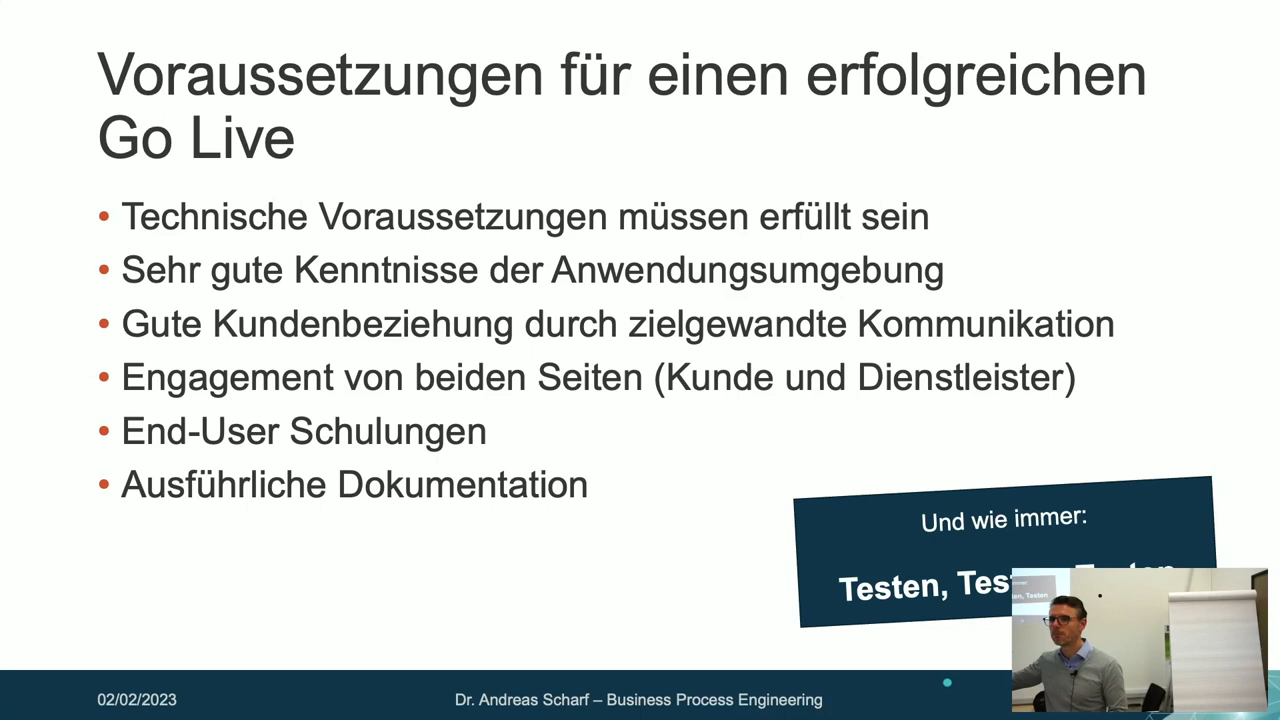 Voraussetzungen für einen erfolgreichen
Go Live
• Technische Voraussetzungen müssen erfüllt sein
• Sehr gute Kenntnisse der Anwendungsumgebung
• Gute Kundenbeziehung durch zielgewandte Kommunikation
• Engagement von beiden Seiten (Kunde und Dienstleister)
• End-User Schulungen
• Ausführliche Dokumentation
Und wie immer:
Testen, Testen
02/02/2023
Dr. Andreas Scharf – Business Process Engineering